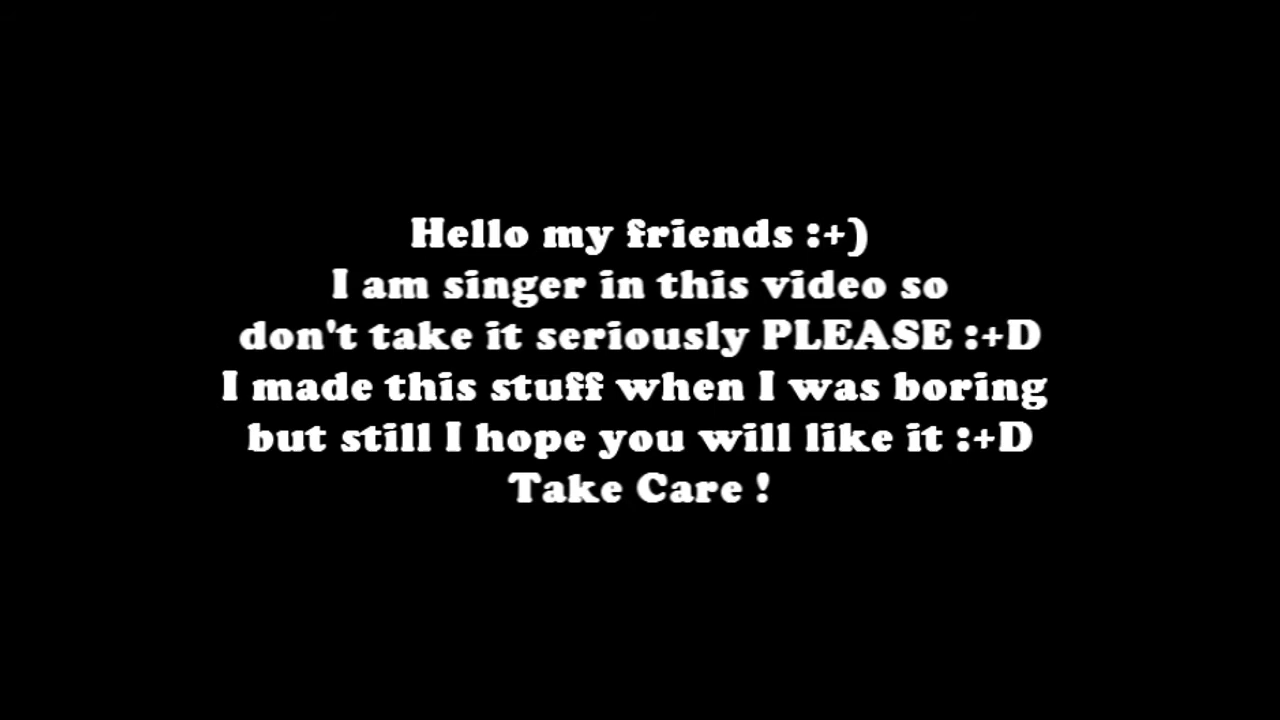 Hello my friends :+)
I am singer in this video so
don't take it seriously PLEASE :+D
I made this stuff when I was boring
but still I hope you will like it :+D
Take Care !